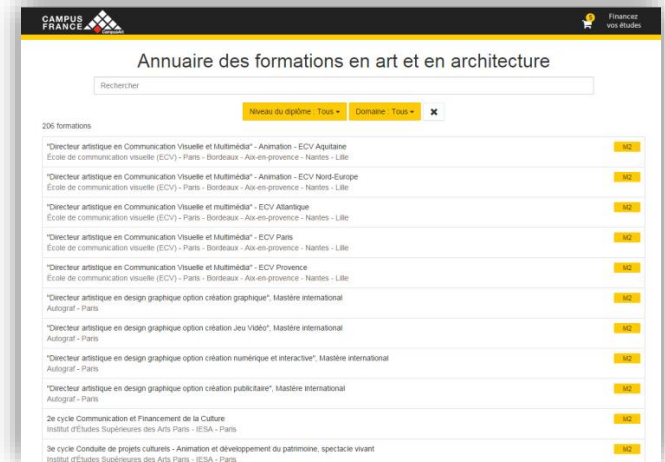 CAMPUS
FRANCE
CampusArt
5
Financez
vos études
Annuaire des formations en art et en architecture
Rechercher
Niveau du diplôme : Tous
Domaine : Tous
206 formations
"Directeur artistique en Communication Visuelle et Multimédia" - Animation - ECV Aquitaine
M2
École de communication visuelle (ECV) - Paris - Bordeaux - Aix-en-provence - Nantes - Lille
"Directeur artistique en Communication Visuelle et Multimédia" - Animation - ECV Nord-Europe
M2
École de communication visuelle (ECV) - Paris - Bordeaux - Aix-en-provence - Nantes - Lille
"Directeur artistique en Communication Visuelle et multimédia" - ECV Atlantique
M2
École de communication visuelle (ECV) - Paris - Bordeaux - Aix-en-provence - Nantes - Lille
"Directeur artistique en Communication Visuelle et Multimédia" - ECV Paris
M2
École de communication visuelle (ECV) - Paris - Bordeaux - Aix-en-provence - Nantes - Lille
"Directeur artistique en Communication Visuelle et Multimédia" - ECV Provence
M2
École de communication visuelle (ECV) - Paris - Bordeaux - Aix-en-provence - Nantes - Lille
"Directeur artistique en design graphique option création graphique", Mastère international
M2
Autograf - Paris
"Directeur artistique en design graphique option création Jeu Vidéo", Mastère international
M2
Autograf - Paris
"Directeur artistique en design graphique option création numérique et interactive", Mastère international
M2
Autograf - Paris
"Directeur artistique en design graphique option création publicitaire", Mastère international
M2
Autograf - Paris
2e cycle Communication et Financement de la Culture
M2
Institut d'Études Supérieures des Arts Paris - IESA - Paris
3e cycle Conduite de projets culturels - Animation et développement du patrimoine, spectacle vivant
M2
Institut d'Études Supérieures des Arts Paris - IESA - Paris